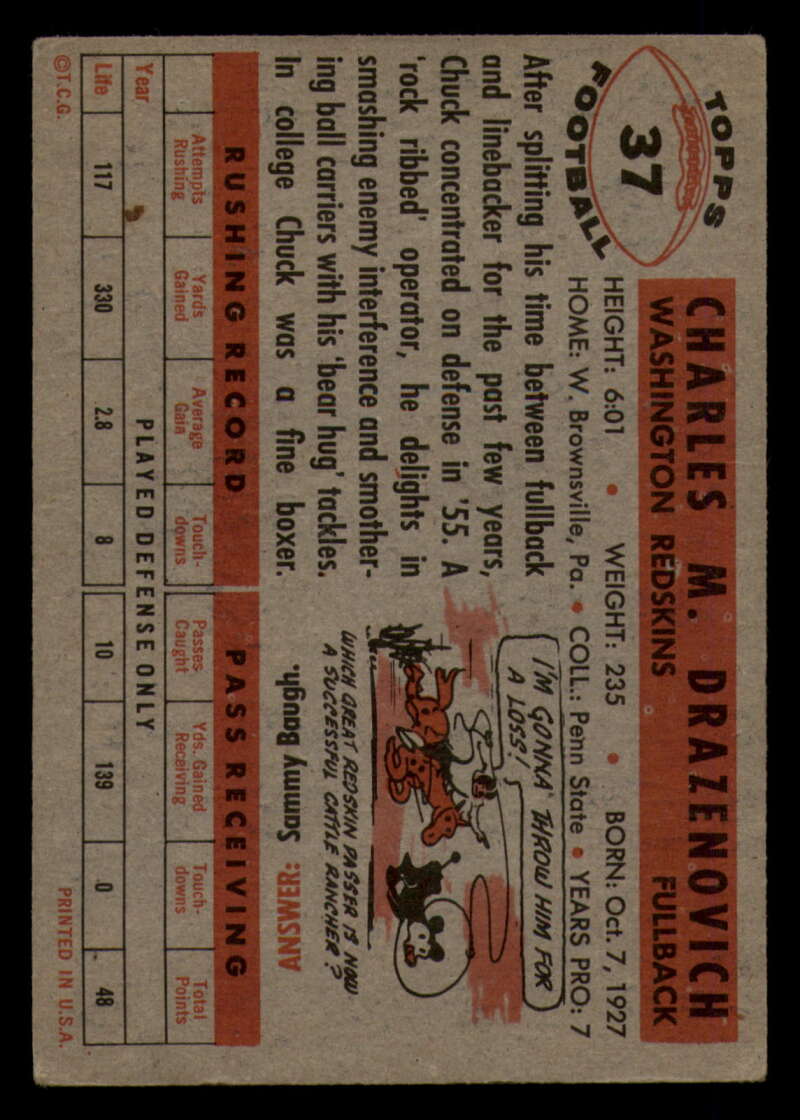 TOPPS
37
FOOTBALL
CHARLES M. DRAZENOVICH
WASHINGTON REDSKINS FULLBACK
HEIGHT: 6:01 • WEIGHT: 235 • BORN: Oct. 7, 1927
HOME: W. Brownsville, Pa. • COLL.: Penn State • YEARS PRO: 7
After splitting his time between fullback
and linebacker for the past few years,
Chuck concentrated on defense in '55. A
'rock ribbed' operator, he delights in
smashing enemy interference and smother-
ing ball carriers with his 'bear hug' tackles.
In college Chuck was a fine boxer.
I'M GONNA' THROW HIM FOR
A LOSS!
WHICH GREAT REDSKIN PASSER IS NOW
A SUCCESSFUL CATTLE RANCHER?
ANSWER: Sammy Baugh.
RUSHING RECORD PASS RECEIVING
Attempts Rushing Yards Gained Average Gain Touch-downs Passes Caught Yds. Gained Receiving Touch-downs Total Points
Year PLAYED DEFENSE ONLY
Life 117 330 2.8 8 10 139 0 48
©T.C.G. PRINTED IN U.S.A.